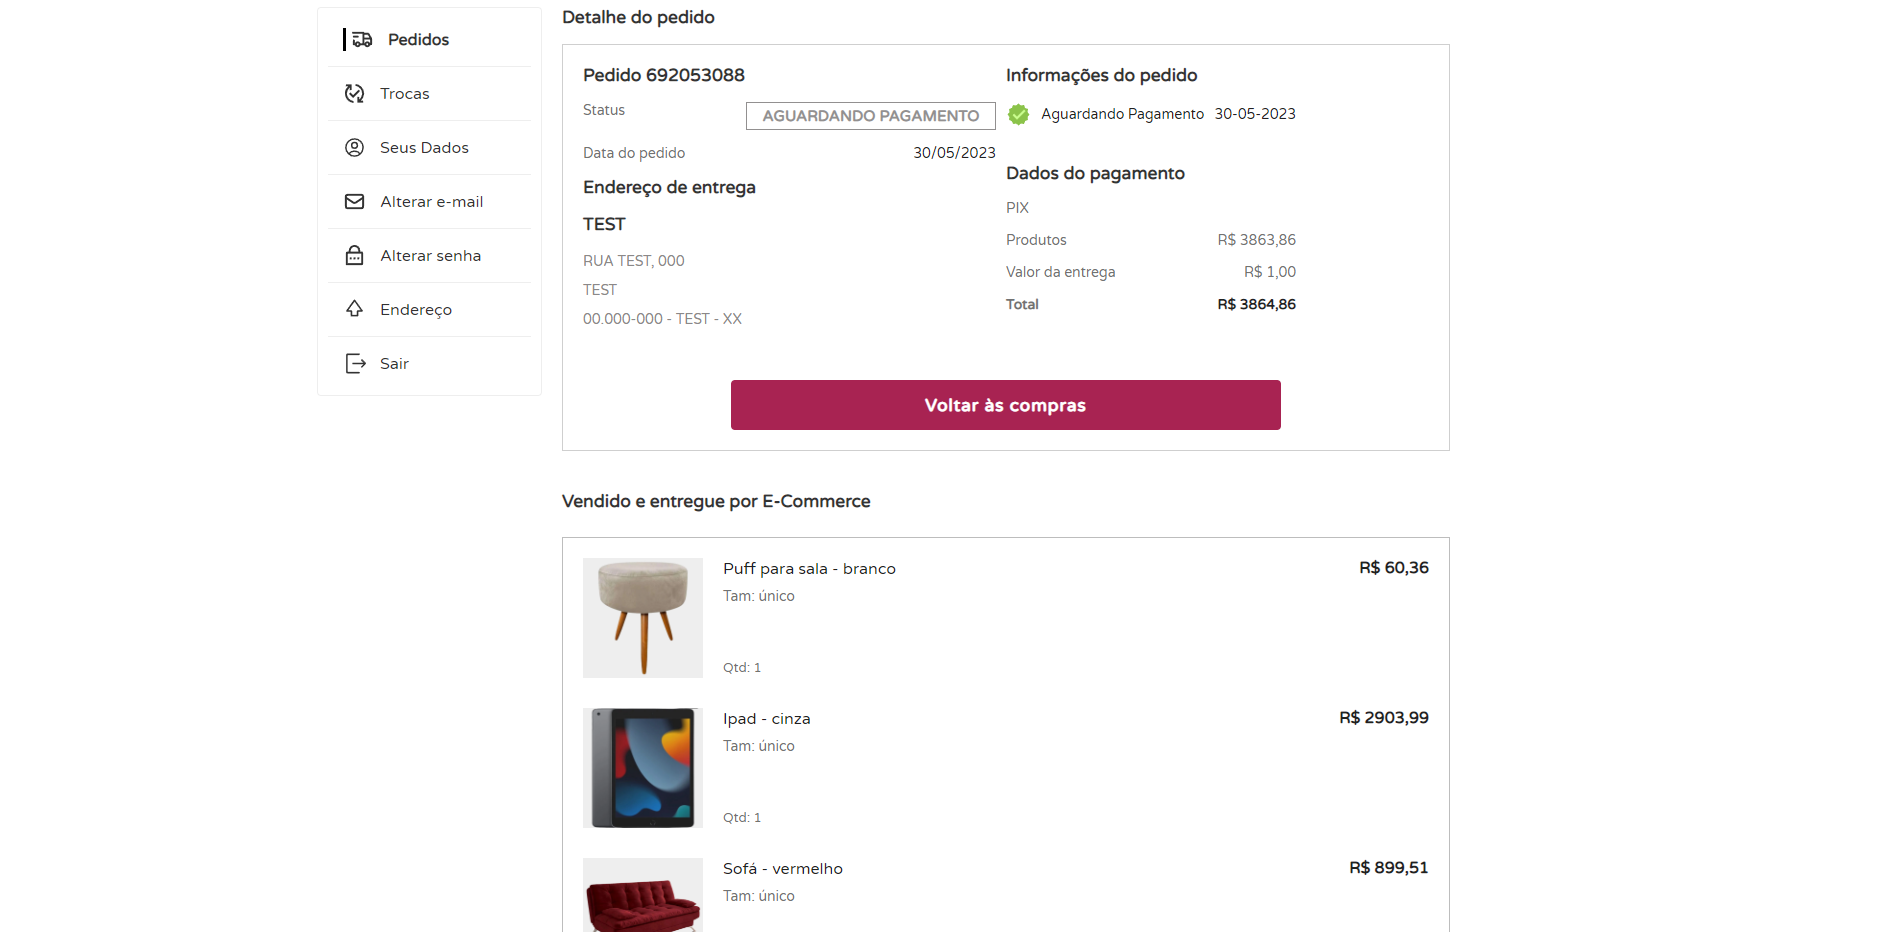 Pedidos
Trocas
Seus Dados
Alterar e-mail
Alterar senha
Endereço
Sair
Detalhe do pedido
Pedido 692053088
Status AGUARDANDO PAGAMENTO
Data do pedido 30/05/2023
Endereço de entrega
TEST
RUA TEST, 000
TEST
00.000-000 - TEST - XX
Informações do pedido
Aguardando Pagamento 30-05-2023
Dados do pagamento
PIX
Produtos R$ 3863,86
Valor da entrega R$ 1,00
Total R$ 3864,86
Voltar às compras
Vendido e entregue por E-Commerce
Puff para sala - branco R$ 60,36
Tam: único
Qtd: 1
Ipad - cinza R$ 2903,99
Tam: único
Qtd: 1
Sofá - vermelho R$ 899,51
Tam: único